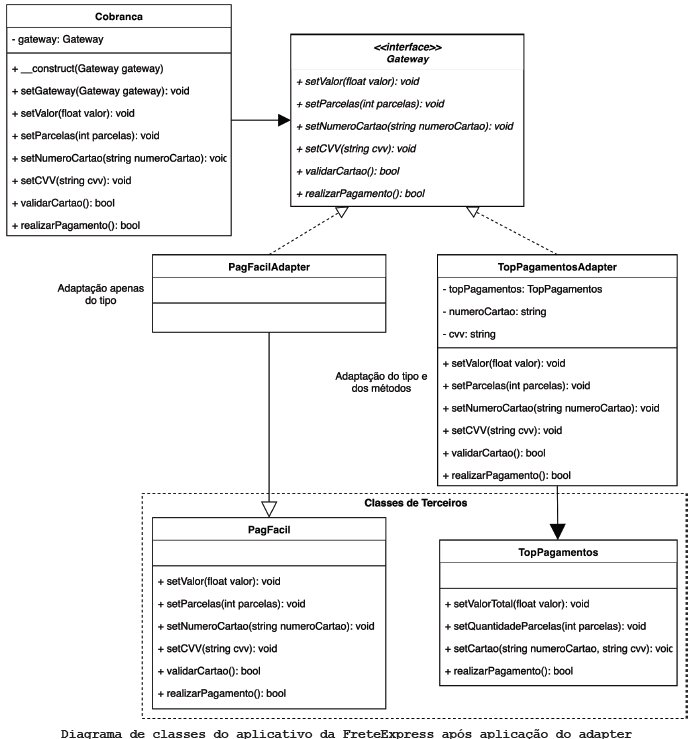 Cobranca
- gateway: Gateway
+ __construct(Gateway gateway)
+ setGateway(Gateway gateway): void
+ setValor(float valor): void
+ setParcelas(int parcelas): void
+ setNumeroCartao(string numeroCartao): void
+ setCVV(string cvv): void
+ validarCartao(): bool
+ realizarPagamento(): bool
<<interface>>
Gateway
+ setValor(float valor): void
+ setParcelas(int parcelas): void
+ setNumeroCartao(string numeroCartao): void
+ setCVV(string cvv): void
+ validarCartao(): bool
+ realizarPagamento(): bool
Adaptação apenas
do tipo
PagFacilAdapter
TopPagamentosAdapter
- topPagamentos: TopPagamentos
- numeroCartao: string
- cvv: string
+ setValor(float valor): void
+ setParcelas(int parcelas): void
+ setNumeroCartao(string numeroCartao): void
+ setCVV(string cvv): void
+ validarCartao(): bool
+ realizarPagamento(): bool
Adaptação do tipo e
dos métodos
Classes de Terceiros
PagFacil
+ setValor(float valor): void
+ setParcelas(int parcelas): void
+ setNumeroCartao(string numeroCartao): void
+ setCVV(string cvv): void
+ validarCartao(): bool
+ realizarPagamento(): bool
TopPagamentos
+ setValorTotal(float valor): void
+ setQuantidadeParcelas(int parcelas): void
+ setCartao(string numeroCartao, string cvv): void
+ realizarPagamento(): bool
Diagrama de classes do aplicativo da FreteExpress após aplicação do adapter